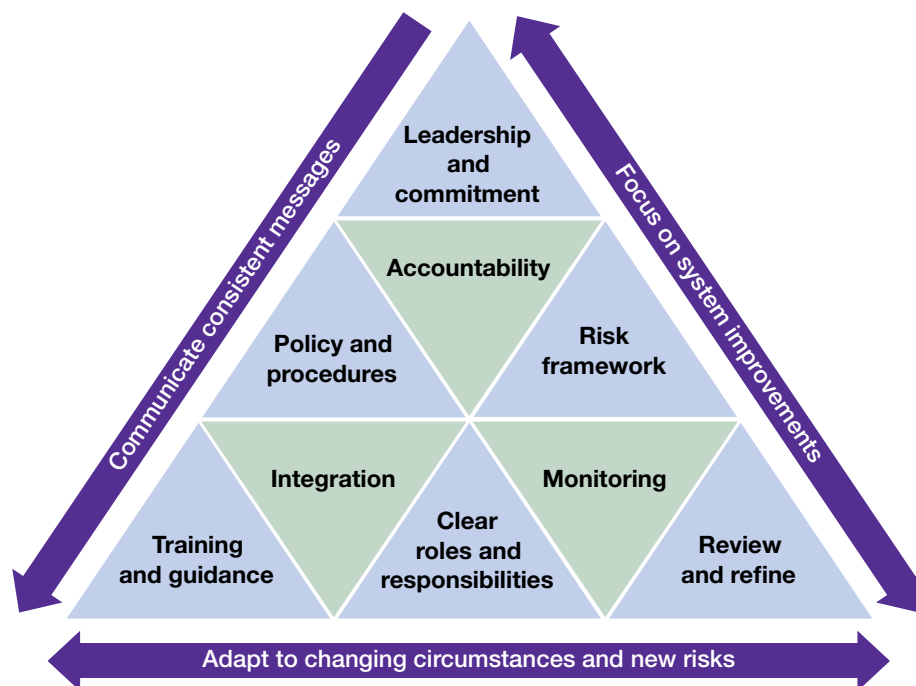 Leadership
and
commitment
Accountability
Policy and
procedures
Risk
framework
Integration
Monitoring
Training
and guidance
Clear
roles and
responsibilities
Review
and refine
Communicate consistent messages
Focus on system improvements
Adapt to changing circumstances and new risks